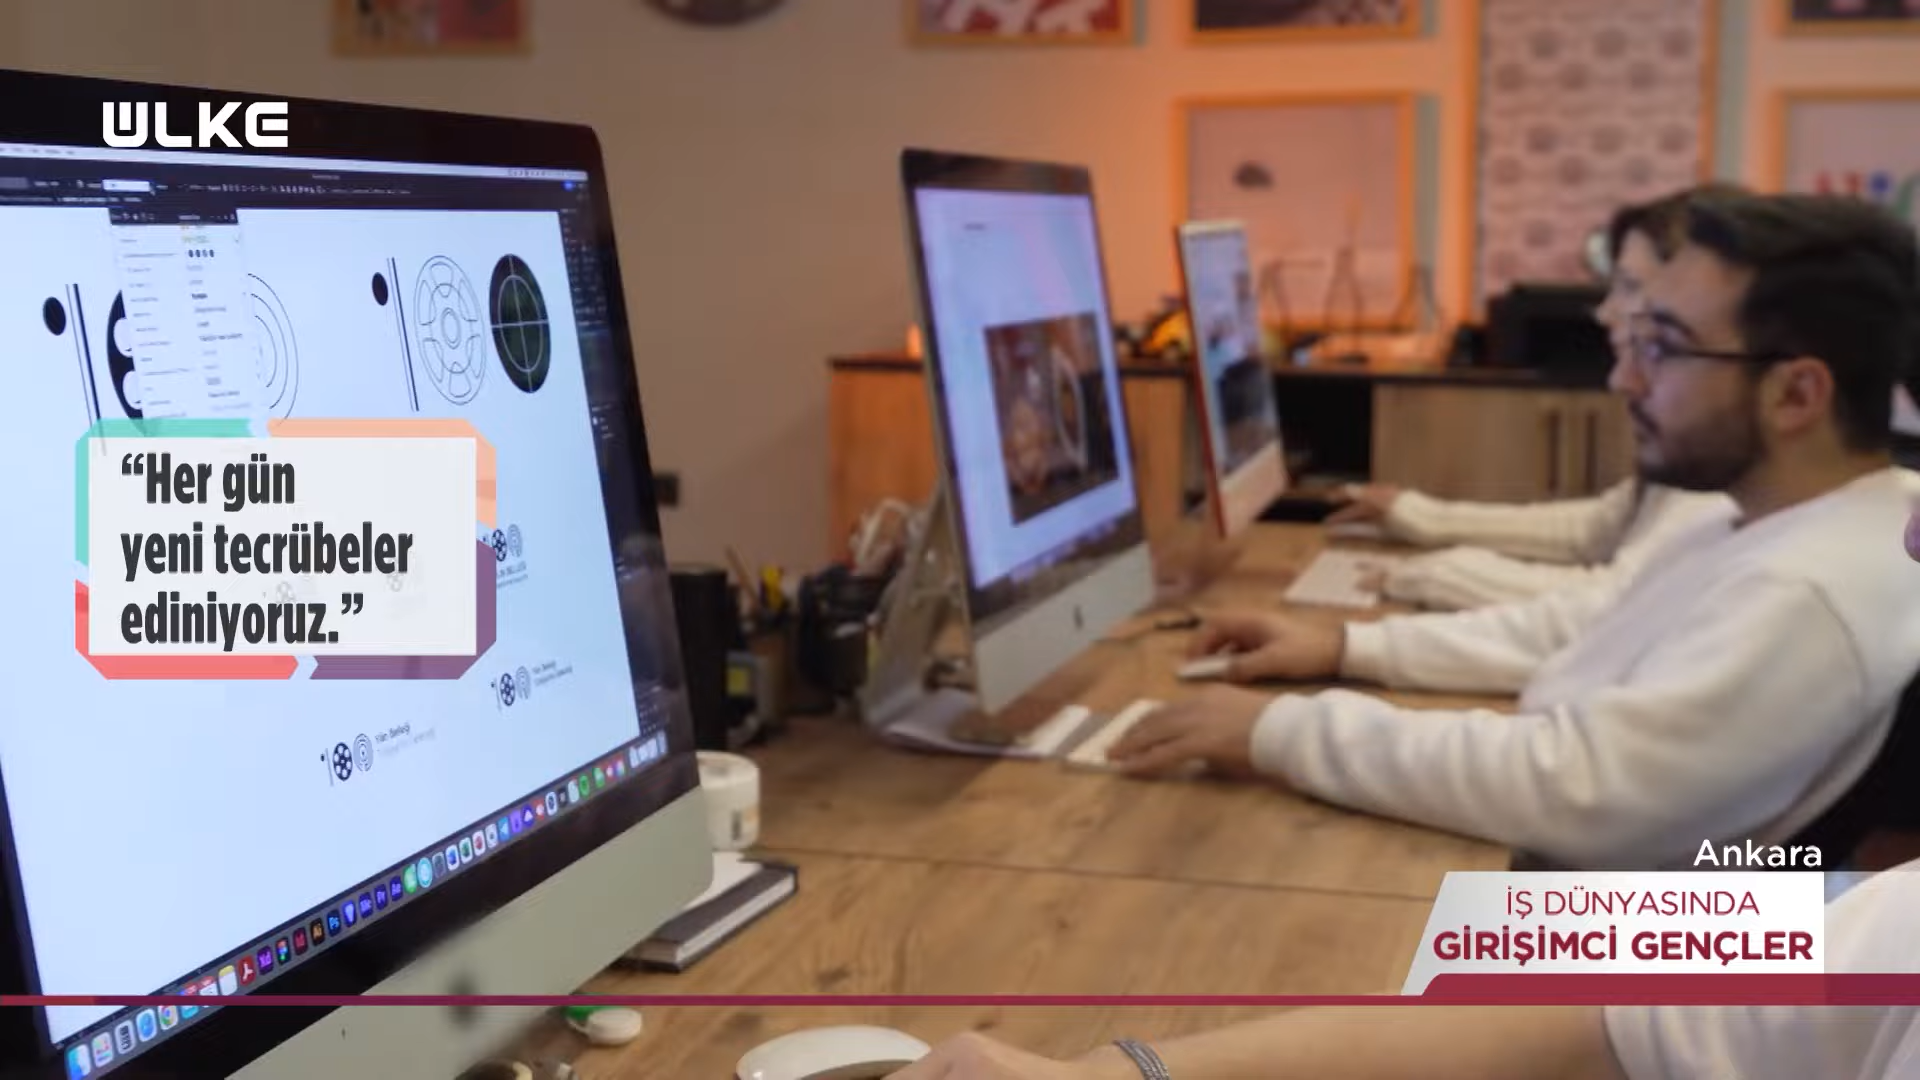 ÜLKE
“Her gün
yeni tecrübeler
ediniyoruz.”
Ankara
İŞ DÜNYASINDA
GİRİŞİMCİ GENÇLER